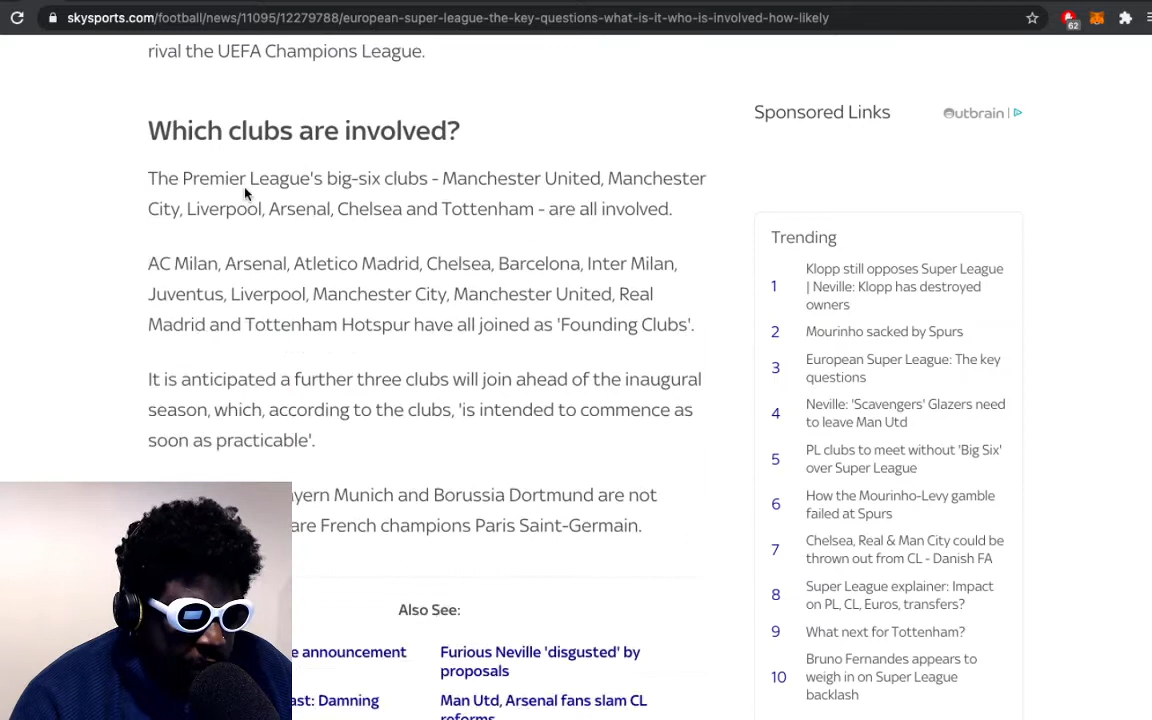 skysports.com/football/news/11095/12279788/european-super-league-the-key-questions-what-is-it-who-is-involved-how-likely
62
rival the UEFA Champions League.
Which clubs are involved?
The Premier League's big-six clubs - Manchester United, Manchester
City, Liverpool, Arsenal, Chelsea and Tottenham - are all involved.
AC Milan, Arsenal, Atletico Madrid, Chelsea, Barcelona, Inter Milan,
Juventus, Liverpool, Manchester City, Manchester United, Real
Madrid and Tottenham Hotspur have all joined as 'Founding Clubs'.
It is anticipated a further three clubs will join ahead of the inaugural
season, which, according to the clubs, 'is intended to commence as
soon as practicable'.
Munich and Borussia Dortmund are not
are French champions Paris Saint-Germain.
Also See:
announcement
Furious Neville 'disgusted' by
proposals
Damning
Man Utd, Arsenal fans slam CL
reforms
Sponsored Links
Outbrain
Trending
1 Klopp still opposes Super League
| Neville: Klopp has destroyed
owners
2 Mourinho sacked by Spurs
3 European Super League: The key
questions
4 Neville: 'Scavengers' Glazers need
to leave Man Utd
5 PL clubs to meet without 'Big Six'
over Super League
6 How the Mourinho-Levy gamble
failed at Spurs
7 Chelsea, Real & Man City could be
thrown out from CL - Danish FA
8 Super League explainer: Impact
on PL, CL, Euros, transfers?
9 What next for Tottenham?
10 Bruno Fernandes appears to
weigh in on Super League
backlash